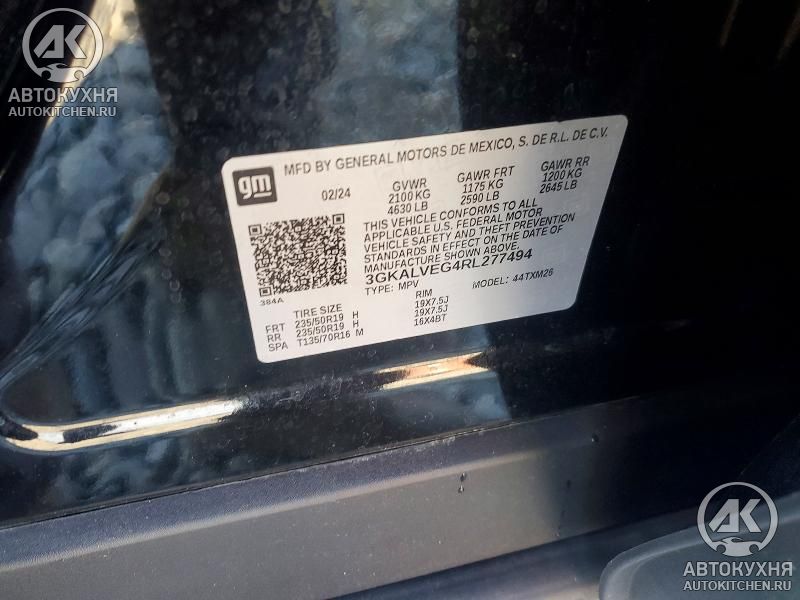 AK
АВТОКУХНЯ
AUTOKITCHEN.RU
gm
MFD BY GENERAL MOTORS DE MEXICO, S. DE R.L. DE C.V.
02/24
GVWR GAWR FRT GAWR RR
2100 KG 1175 KG 1200 KG
4630 LB 2590 LB 2645 LB
THIS VEHICLE CONFORMS TO ALL
APPLICABLE U.S. FEDERAL MOTOR
VEHICLE SAFETY AND THEFT PREVENTION
STANDARDS IN EFFECT ON THE DATE OF
MANUFACTURE SHOWN ABOVE.
3GKALVEG4RL277494
TYPE: MPV MODEL: 44TXM26
384A
TIRE SIZE RIM
FRT 235/50R19 H 19X7.5J
RR 235/50R19 H 19X7.5J
SPA T135/70R16 M 16X4BT
AK
АВТОКУХНЯ
AUTOKITCHEN.RU